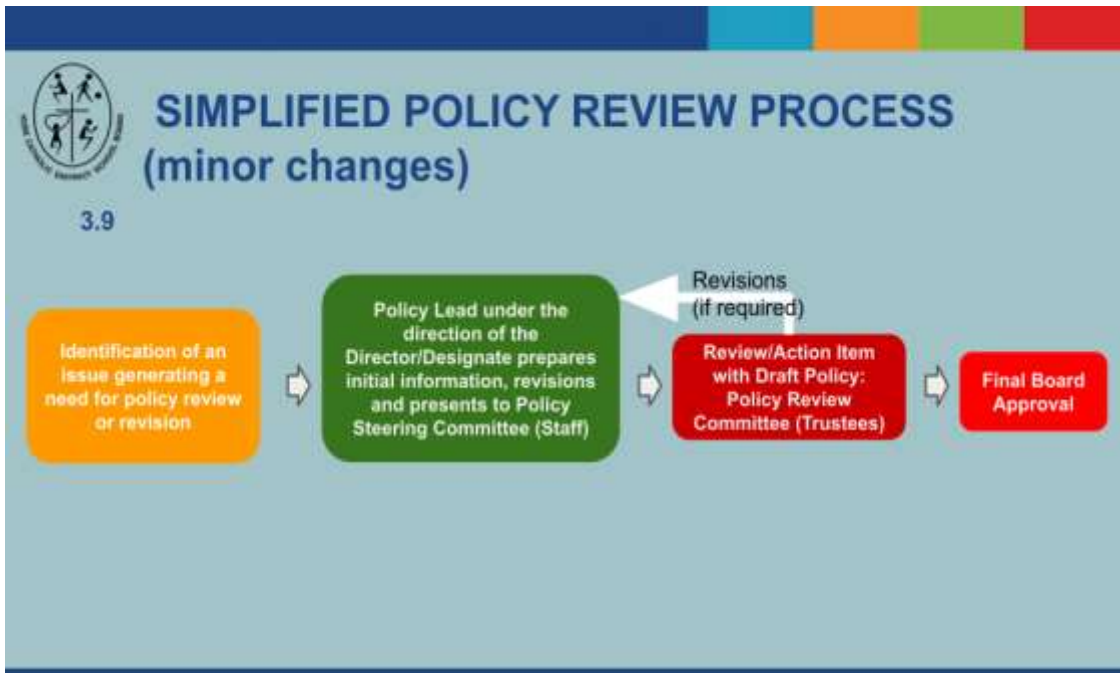 SIMPLIFIED POLICY REVIEW PROCESS
(minor changes)
3.9
Identification of an
issue generating a
need for policy review
or revision
Policy Lead under the
direction of the
Director/Designate prepares
initial information, revisions
and presents to Policy
Steering Committee (Staff)
Revisions
(if required)
Review/Action Item
with Draft Policy:
Policy Review
Committee (Trustees)
Final Board
Approval